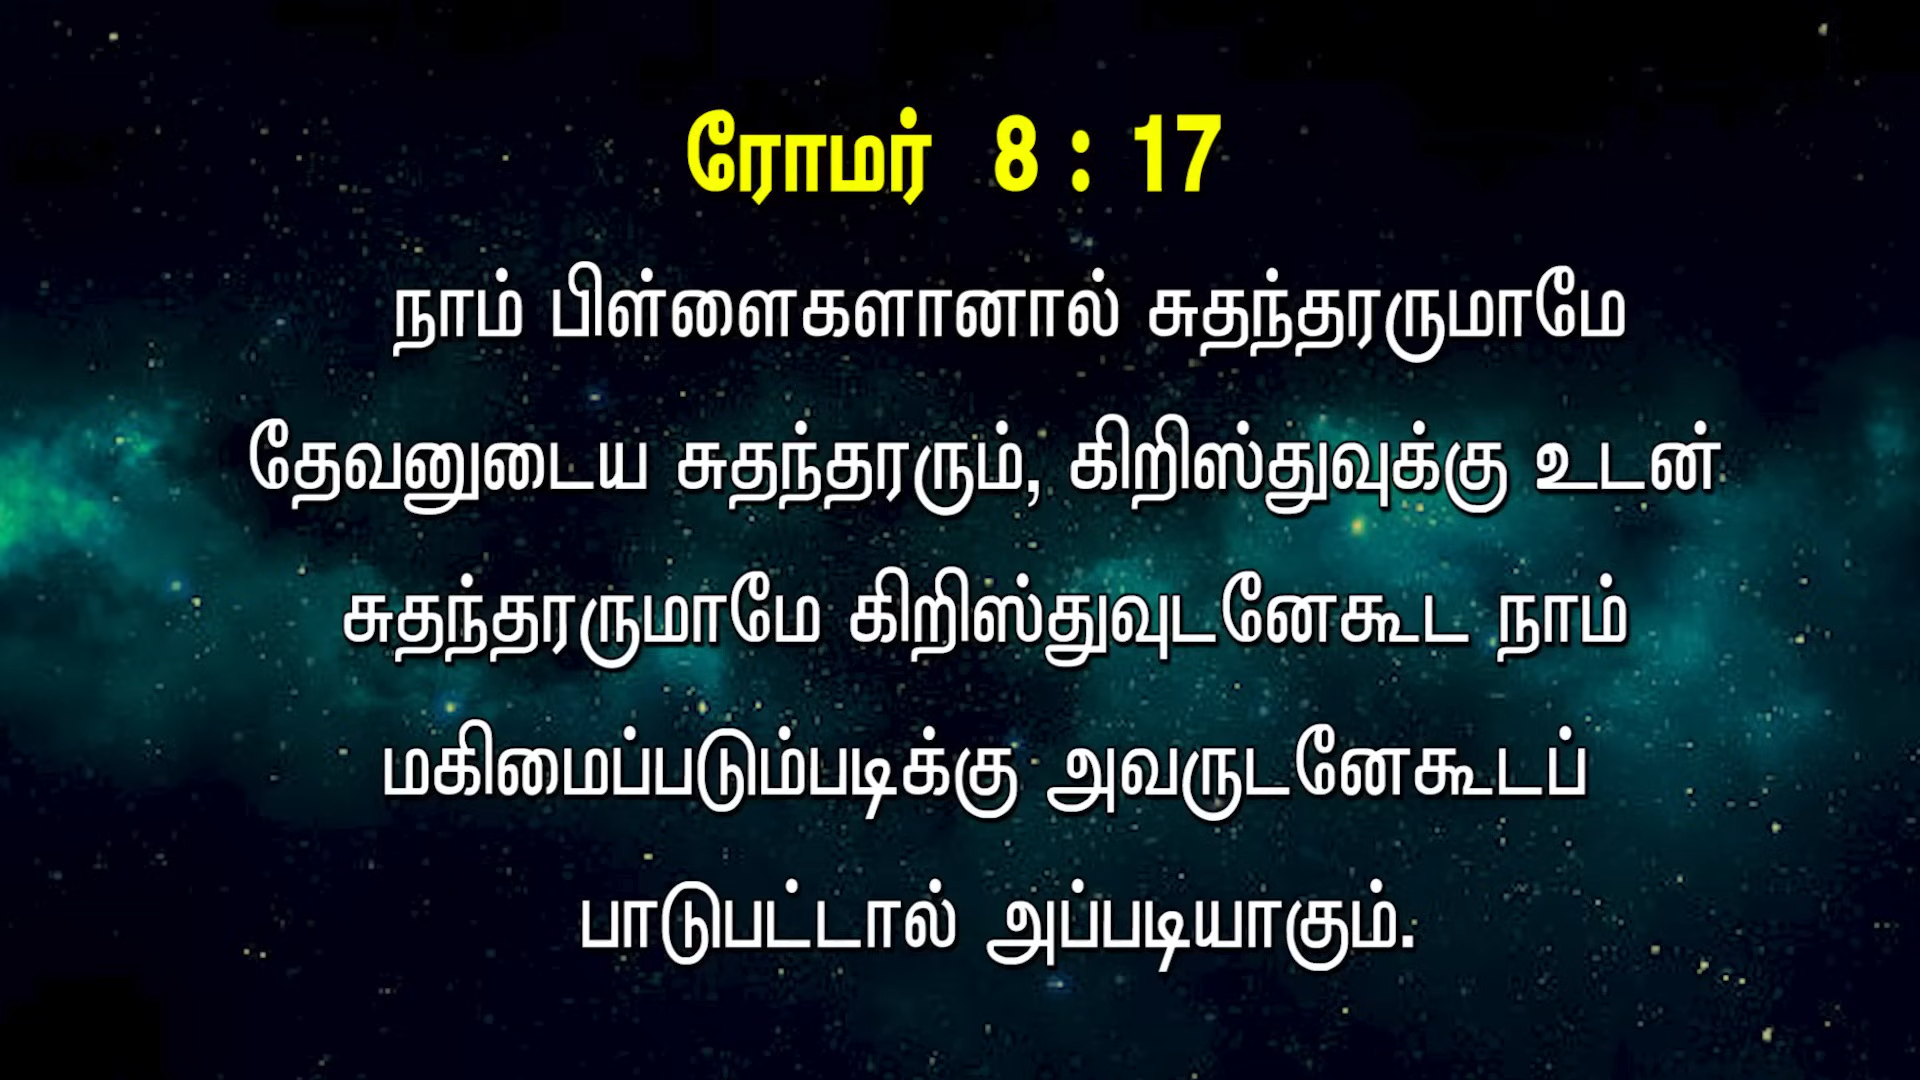 ரோமர் 8 : 17
நாம் பிள்ளைகளானால் சுதந்தரருமாமே
தேவனுடைய சுதந்தரரும், கிறிஸ்துவுக்கு உடன்
சுதந்தரருமாமே கிறிஸ்துவுடனேகூட நாம்
மகிமைப்படும்படிக்கு அவருடனேகூடப்
பாடுபட்டால் அப்படியாகும்.